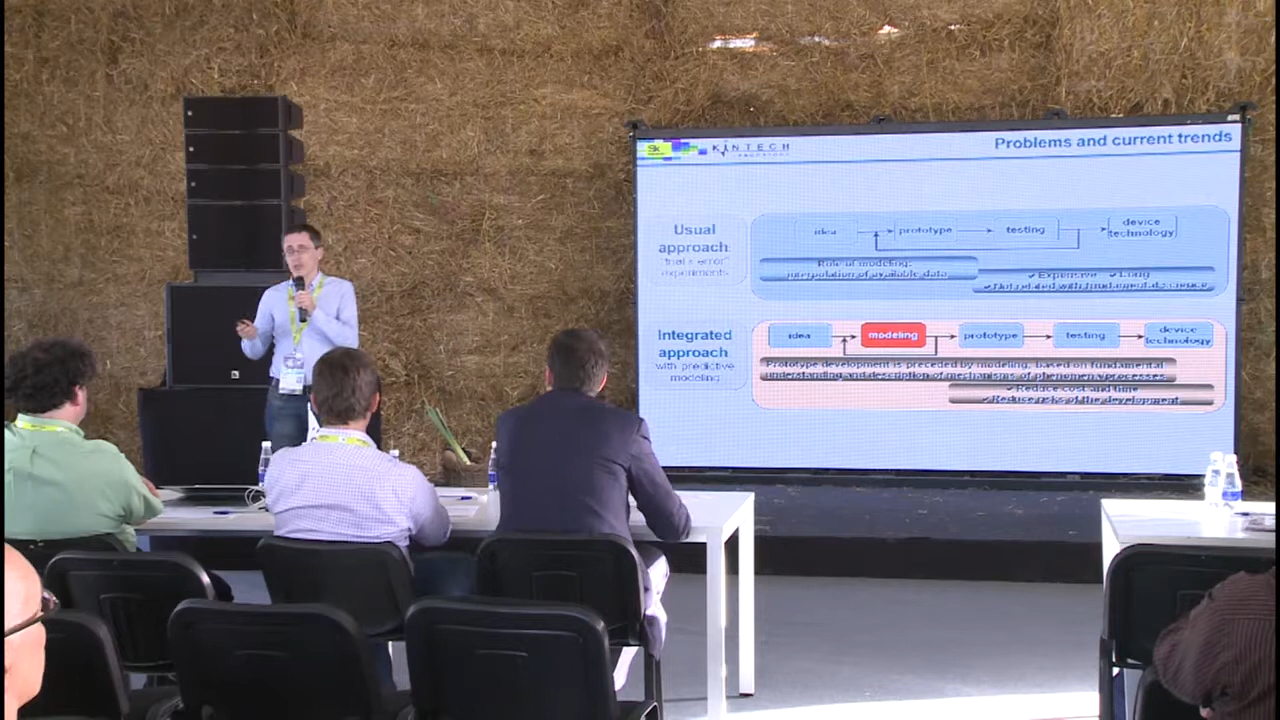 Sk
KINTECH
LABORATORY
Problems and current trends
Usual
approach:
"trial & error"
experiments
idea
prototype
testing
device
technology
Role of modeling:
interpolation of available data
✓ Expensive ✓ Long
✓ Not related with fundamental science
Integrated
approach
with predictive
modeling
idea
modeling
prototype
testing
device
technology
Prototype development is preceded by modeling, based on fundamental
understanding and description of mechanisms of phenomena/processes
✓ Reduce cost and time
✓ Reduce risks of the development